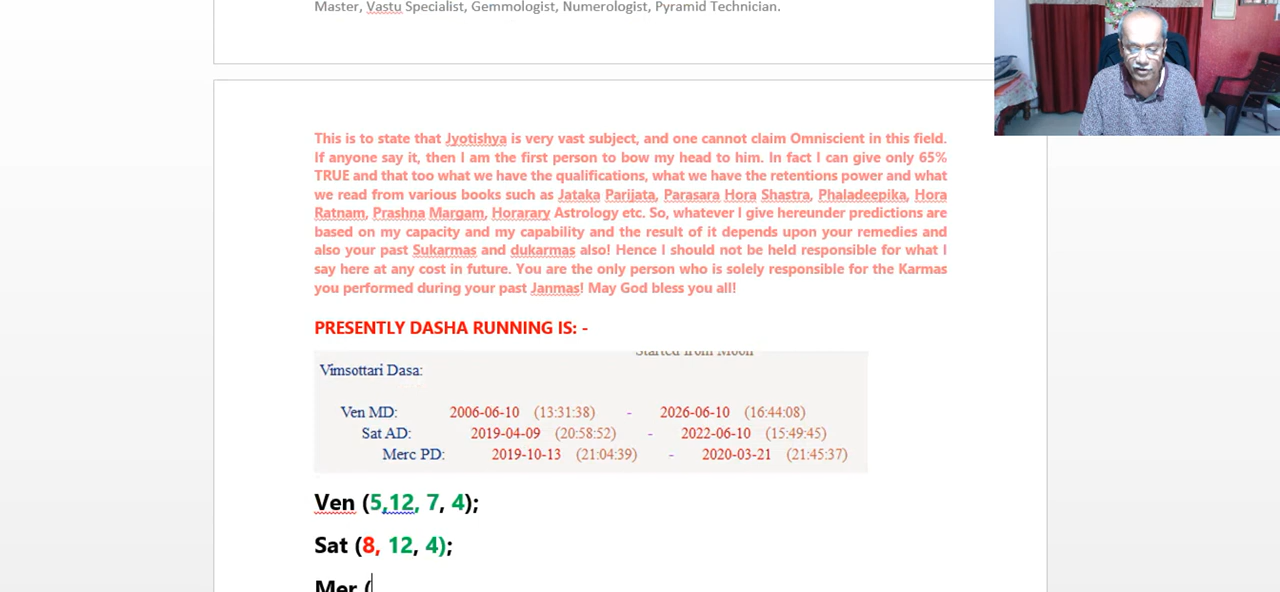 Master, Vastu Specialist, Gemmologist, Numerologist, Pyramid Technician.
This is to state that Jyotishya is very vast subject, and one cannot claim Omniscient in this field.
If anyone say it, then I am the first person to bow my head to him. In fact I can give only 65%
TRUE and that too what we have the qualifications, what we have the retentions power and what
we read from various books such as Jataka Parijata, Parasara Hora Shastra, Phaladeepika, Hora
Ratnam, Prashna Margam, Horarary Astrology etc. So, whatever I give hereunder predictions are
based on my capacity and my capability and the result of it depends upon your remedies and
also your past Sukarmas and dukarmas also! Hence I should not be held responsible for what I
say here at any cost in future. You are the only person who is solely responsible for the Karmas
you performed during your past Janmas! May God bless you all!
PRESENTLY DASHA RUNNING IS: -
Started from Moon
Vimsottari Dasa:
Ven MD: 2006-06-10 (13:31:38) - 2026-06-10 (16:44:08)
Sat AD: 2019-04-09 (20:58:52) - 2022-06-10 (15:49:45)
Merc PD: 2019-10-13 (21:04:39) - 2020-03-21 (21:45:37)
Ven (5,12, 7, 4);
Sat (8, 12, 4);
Mer (